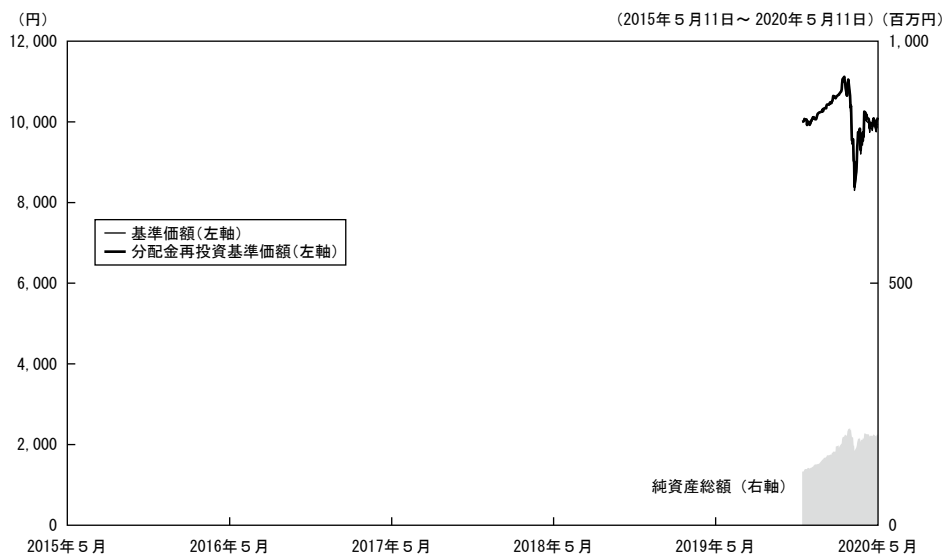 （円）
（2015年５月11日～2020年５月11日）（百万円）
12,000
10,000
8,000
6,000
4,000
2,000
0
1,000
500
0
基準価額（左軸）
分配金再投資基準価額（左軸）
純資産総額（右軸）
2015年５月
2016年５月
2017年５月
2018年５月
2019年５月
2020年５月